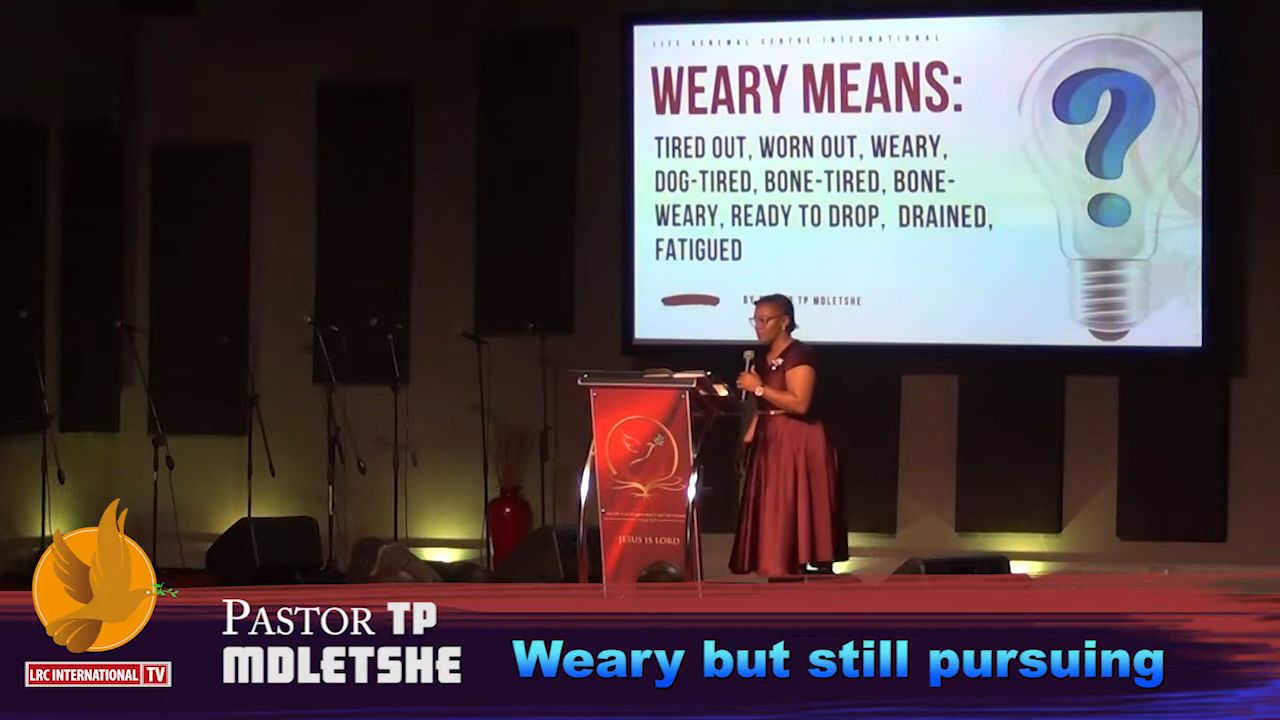 LIFE RENEWAL CENTRE INTERNATIONAL
WEARY MEANS:
TIRED OUT, WORN OUT, WEARY,
DOG-TIRED, BONE-TIRED, BONE-
WEARY, READY TO DROP, DRAINED,
FATIGUED
TP MDLETSHE
JESUS IS LORD
LRC INTERNATIONAL TV
PASTOR TP
MDLETSHE
Weary but still pursuing